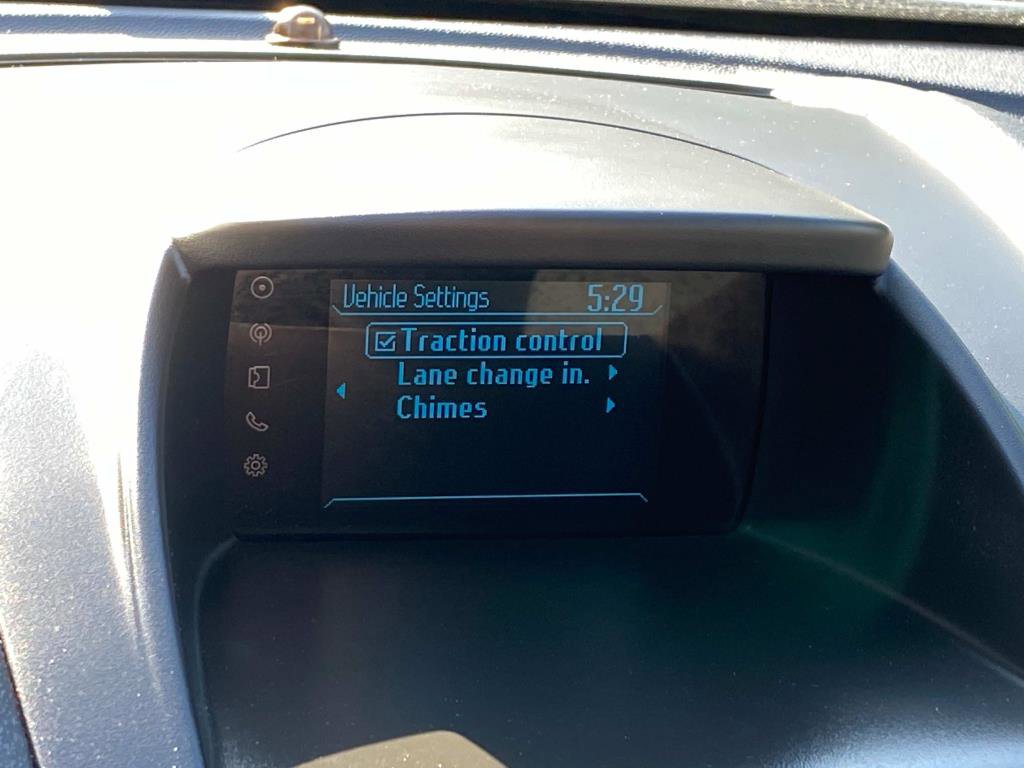 Vehicle Settings 5:29
Traction control
Lane change in.
Chimes